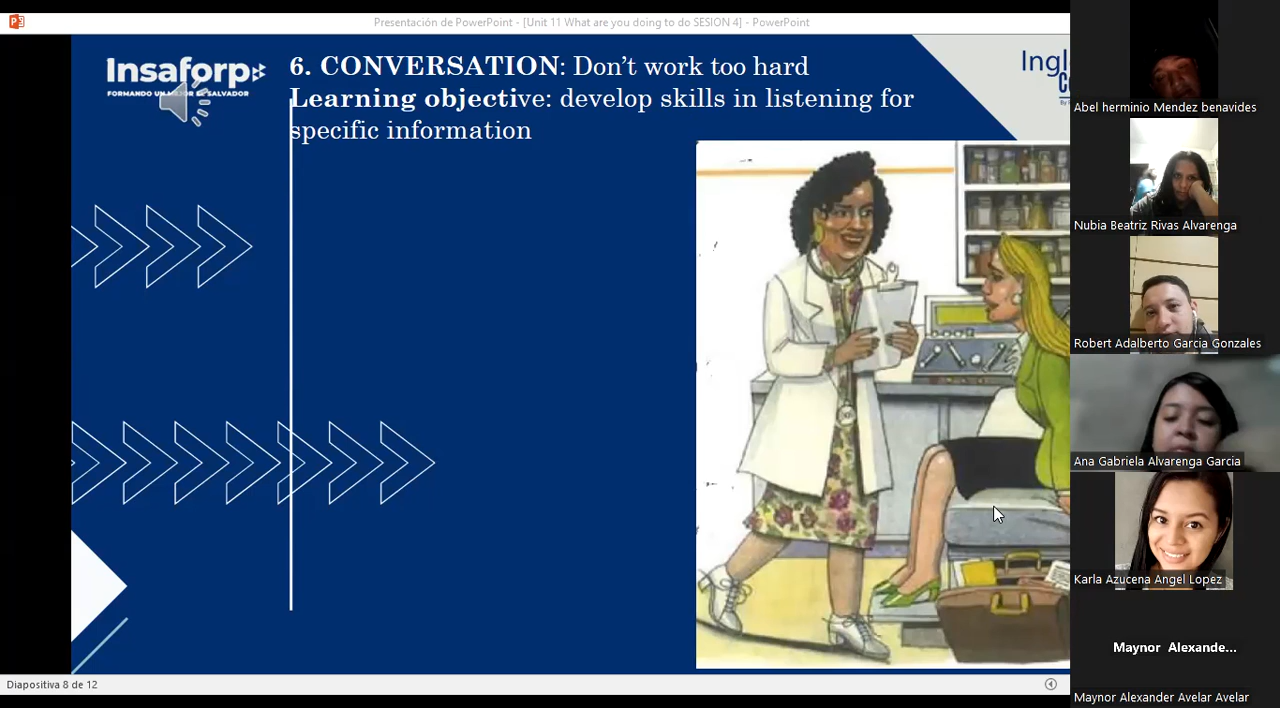 Presentación de PowerPoint - [Unit 11 What are you doing to do SESION 4] - PowerPoint
Insaforp
FORMANDO UN MEJOR EL SALVADOR
6. CONVERSATION: Don't work too hard
Learning objective: develop skills in listening for
specific information
Diapositiva 8 de 12
Abel herminio Mendez benavides
Nubia Beatriz Rivas Alvarenga
Robert Adalberto Garcia Gonzales
Ana Gabriela Alvarenga Garcia
Karla Azucena Angel Lopez
Maynor Alexande...
Maynor Alexander Avelar Avelar